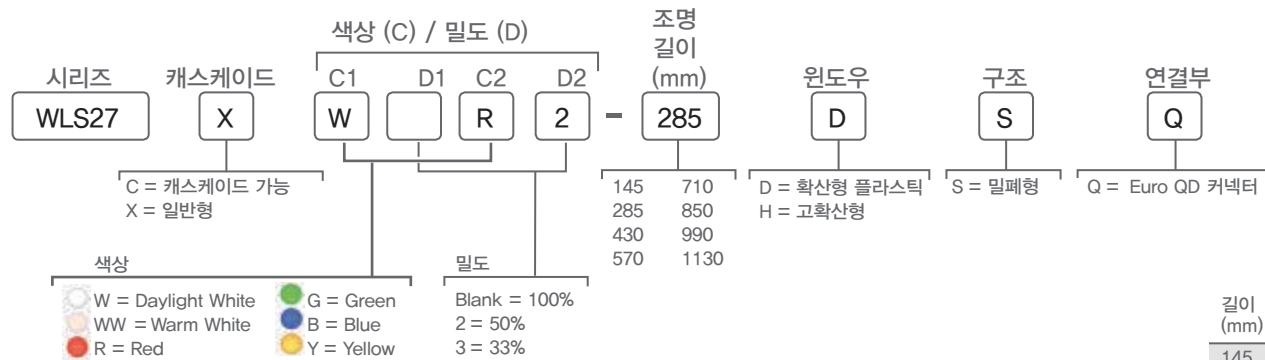 색상 (C) / 밀도 (D)
조명
길이
(mm)
시리즈 캐스케이드 C1 D1 C2 D2 윈도우 구조 연결부
WLS27 X W R 2 - 285 D S Q
C = 캐스케이드 가능
X = 일반형
145 710
285 850
430 990
570 1130
D = 확산형 플라스틱
H = 고확산형
S = 밀폐형
Q = Euro QD 커넥터
색상
W = Daylight White G = Green
WW = Warm White B = Blue
R = Red Y = Yellow
밀도
Blank = 100%
2 = 50%
3 = 33%
길이
(mm)
145